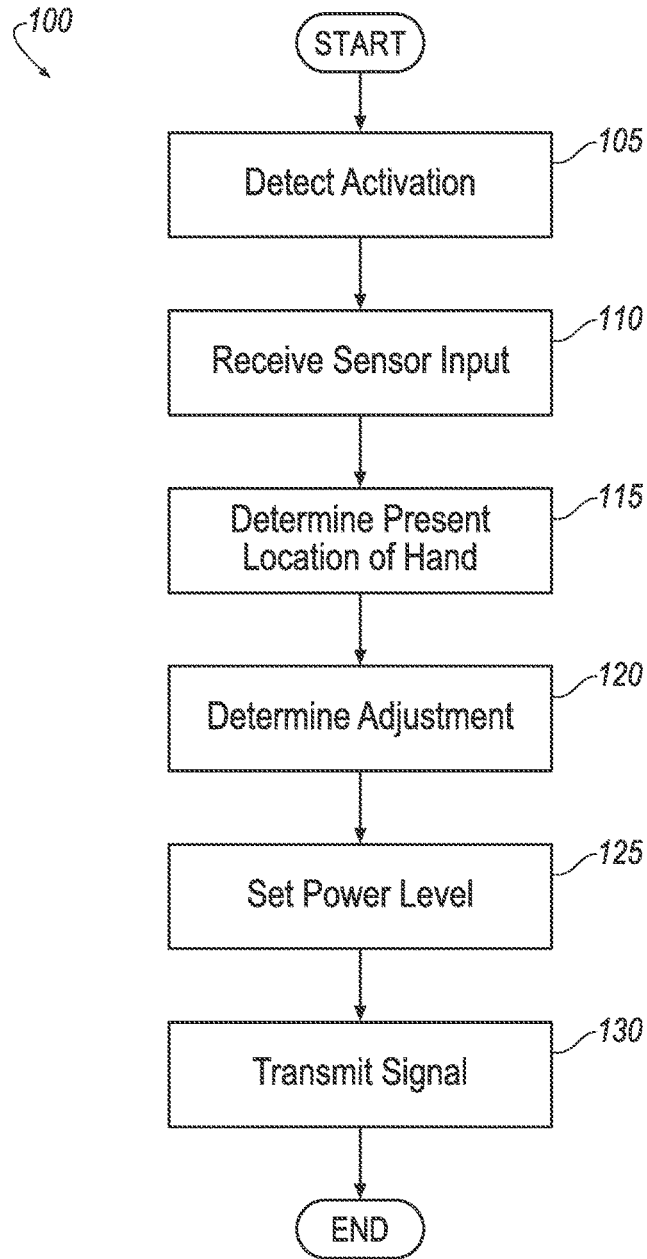 100
START
105
Detect Activation
110
Receive Sensor Input
115
Determine Present
Location of Hand
120
Determine Adjustment
125
Set Power Level
130
Transmit Signal
END